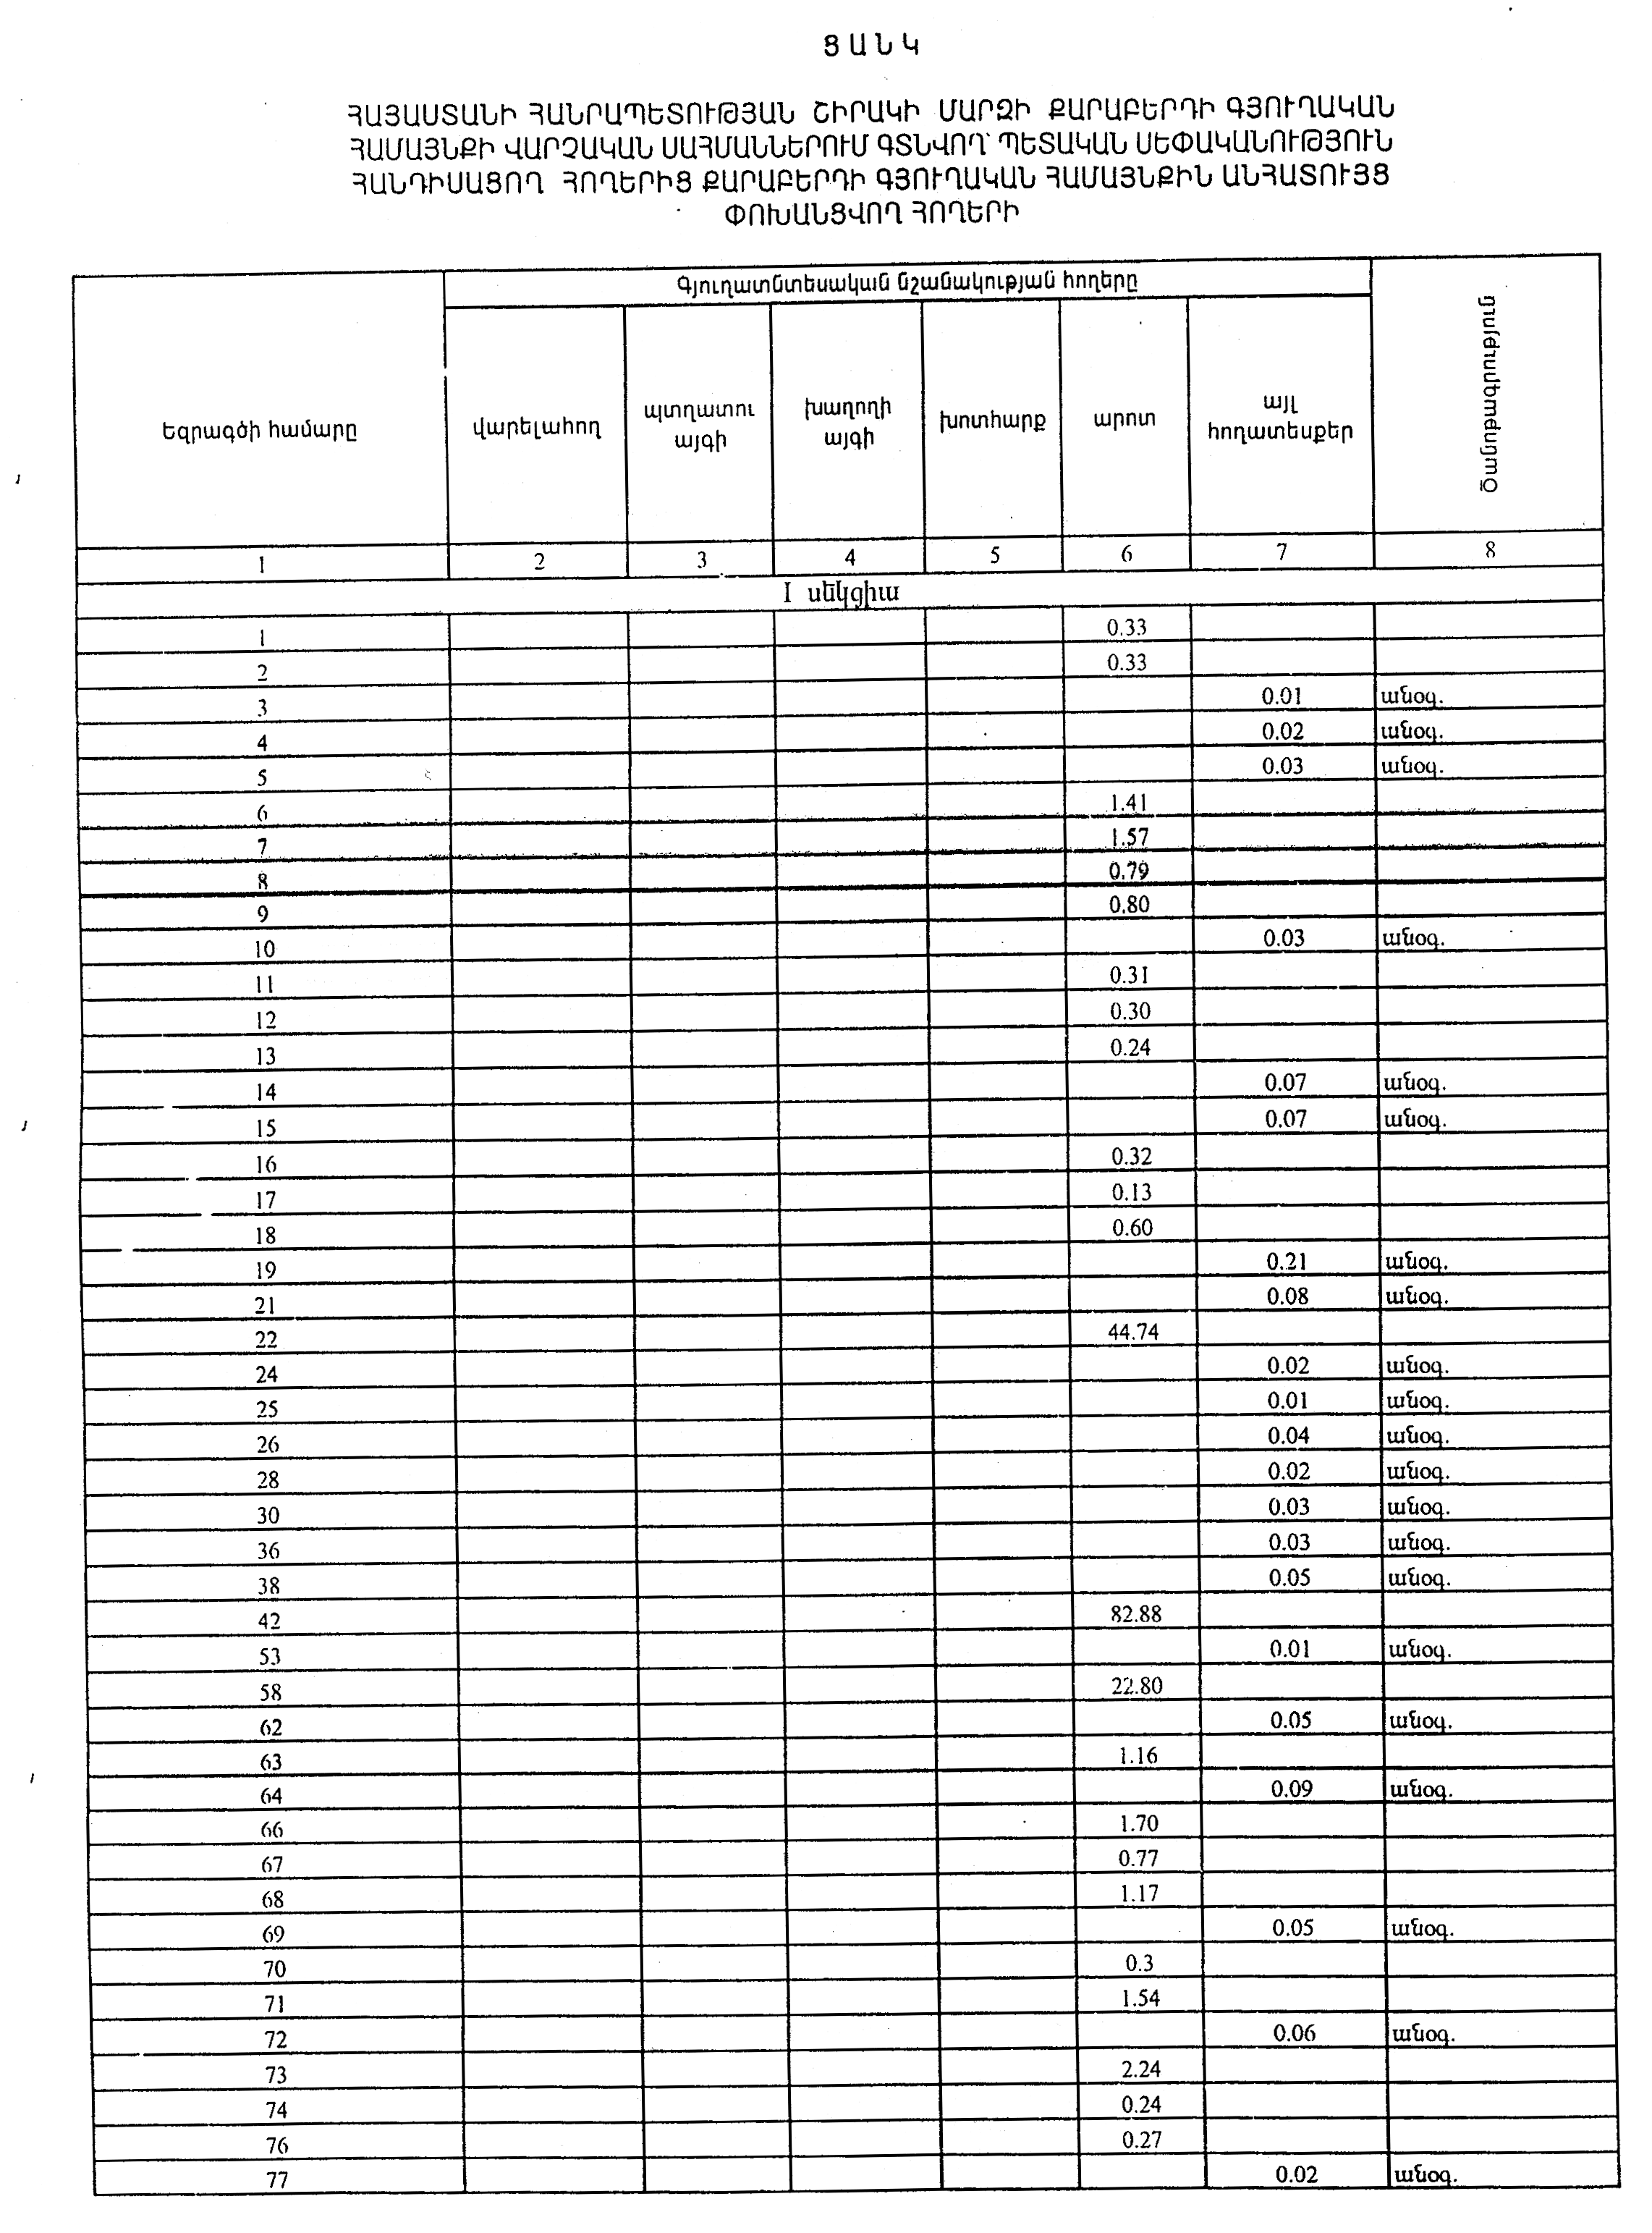 ՑԱՆԿ
ՀԱՅԱՍՏԱՆԻ ՀԱՆՐԱՊԵՏՈՒԹՅԱՆ ՇԻՐԱԿԻ ՄԱՐԶԻ ՔԱՐԱԲԵՐԴԻ ԳՅՈՒՂԱԿԱՆ
ՀԱՄԱՅՆՔԻ ՎԱՐՉԱԿԱՆ ՍԱՀՄԱՆՆԵՐՈՒՄ ԳՏՆՎՈՂ՝ ՊԵՏԱԿԱՆ ՍԵՓԱԿԱՆՈՒԹՅՈՒՆ
ՀԱՆԴԻՍԱՑՈՂ ՀՈՂԵՐԻՑ ՔԱՐԱԲԵՐԴԻ ԳՅՈՒՂԱԿԱՆ ՀԱՄԱՅՆՔԻՆ ԱՆՀԱՏՈՒՅՑ
ՓՈԽԱՆՑՎՈՂ ՀՈՂԵՐԻ
Գյուղատնտեսական նշանակության հողերը
Եզրագծի համարը վարելահող պտղատու այգի խաղողի այգի խոտհարք արոտ այլ հողատեսքեր Ծանոթագրություն
1 2 3 4 5 6 7 8
I սեկցիա
1 0.33
2 0.33
3 0.01 անօգ.
4 0.02 անօգ.
5 0.03 անօգ.
6 1.41
7 1.57
8 0.79
9 0.80
10 0.03 անօգ.
11 0.31
12 0.30
13 0.24
14 0.07 անօգ.
15 0.07 անօգ.
16 0.32
17 0.13
18 0.60
19 0.21 անօգ.
21 0.08 անօգ.
22 44.74
24 0.02 անօգ.
25 0.01 անօգ.
26 0.04 անօգ.
28 0.02 անօգ.
30 0.03 անօգ.
36 0.03 անօգ.
38 0.05 անօգ.
42 82.88
53 0.01 անօգ.
58 22.80
62 0.05 անօգ.
63 1.16
64 0.09 անօգ.
66 1.70
67 0.77
68 1.17
69 0.05 անօգ.
70 0.3
71 1.54
72 0.06 անօգ.
73 2.24
74 0.24
76 0.27
77 0.02 անօգ.